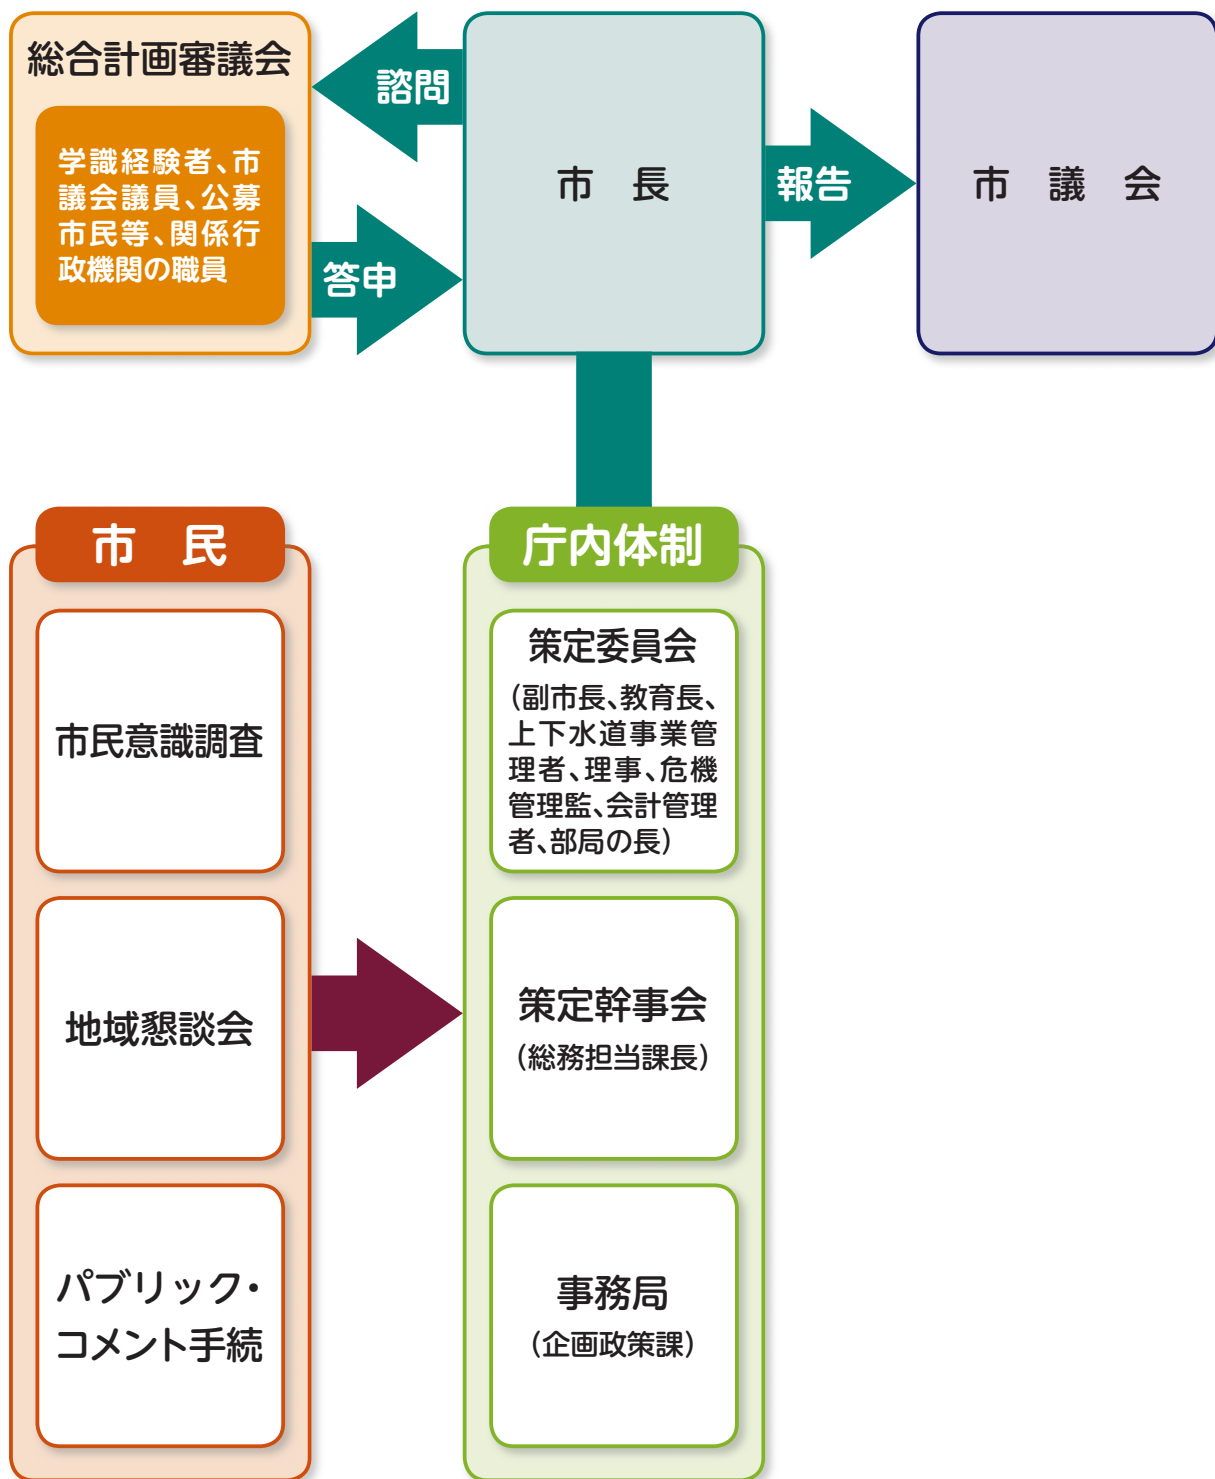 総合計画審議会
学識経験者、市
議会議員、公募
市民等、関係行
政機関の職員
諮問
答申
市　長
報告
市　議　会
市　民
市民意識調査
地域懇談会
パブリック・
コメント手続
庁内体制
策定委員会
（副市長、教育長、
上下水道事業管
理者、理事、危機
管理監、会計管理
者、部局の長）
策定幹事会
（総務担当課長）
事務局
（企画政策課）